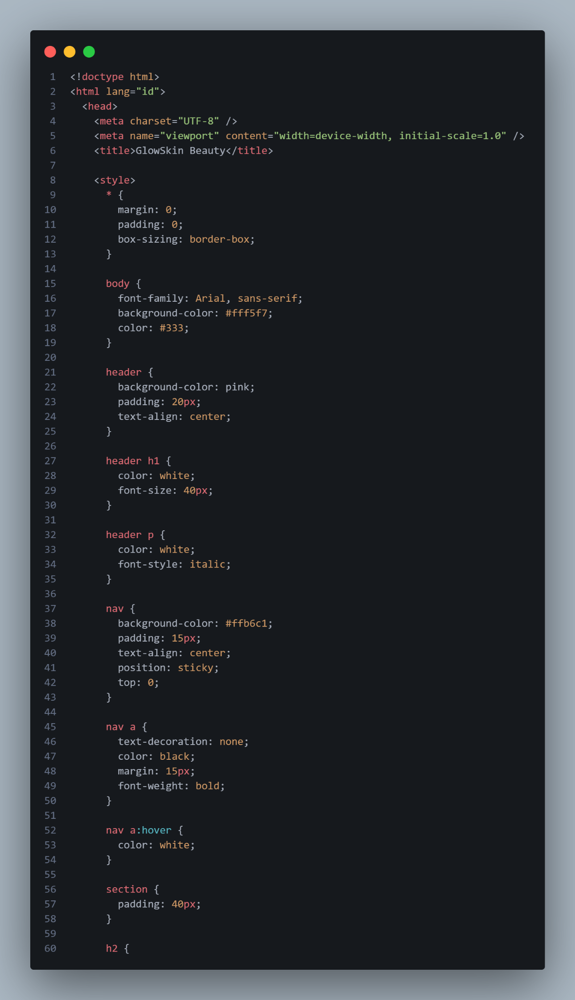 1 <!doctype html>
2 <html lang="id">
3 <head>
4 <meta charset="UTF-8" />
5 <meta name="viewport" content="width=device-width, initial-scale=1.0" />
6 <title>GlowSkin Beauty</title>
7
8 <style>
9 * {
10 margin: 0;
11 padding: 0;
12 box-sizing: border-box;
13 }
14
15 body {
16 font-family: Arial, sans-serif;
17 background-color: #fff5f7;
18 color: #333;
19 }
20
21 header {
22 background-color: pink;
23 padding: 20px;
24 text-align: center;
25 }
26
27 header h1 {
28 color: white;
29 font-size: 40px;
30 }
31
32 header p {
33 color: white;
34 font-style: italic;
35 }
36
37 nav {
38 background-color: #ffb6c1;
39 padding: 15px;
40 text-align: center;
41 position: sticky;
42 top: 0;
43 }
44
45 nav a {
46 text-decoration: none;
47 color: black;
48 margin: 15px;
49 font-weight: bold;
50 }
51
52 nav a:hover {
53 color: white;
54 }
55
56 section {
57 padding: 40px;
58 }
59
60 h2 {